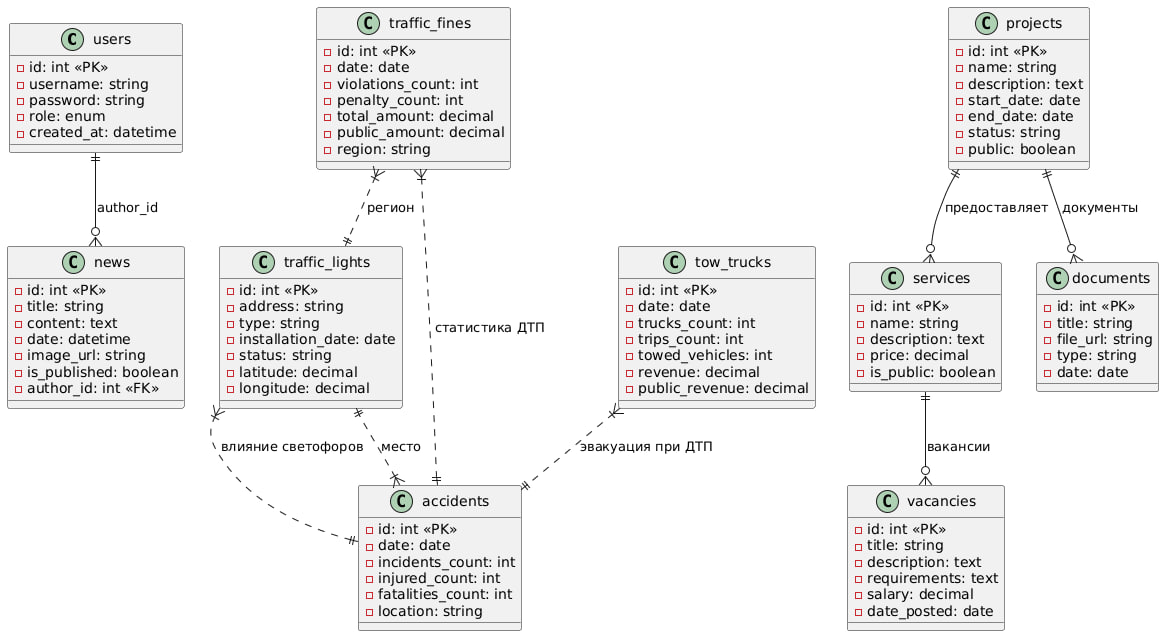 users
id: int «PK»
username: string
password: string
role: enum
created_at: datetime
traffic_fines
id: int «PK»
date: date
violations_count: int
penalty_count: int
total_amount: decimal
public_amount: decimal
region: string
projects
id: int «PK»
name: string
description: text
start_date: date
end_date: date
status: string
public: boolean
author_id
регион
предоставляет
документы
news
id: int «PK»
title: string
content: text
date: datetime
image_url: string
is_published: boolean
author_id: int «FK»
traffic_lights
id: int «PK»
address: string
type: string
installation_date: date
status: string
latitude: decimal
longitude: decimal
статистика ДТП
tow_trucks
id: int «PK»
date: date
trucks_count: int
trips_count: int
towed_vehicles: int
revenue: decimal
public_revenue: decimal
services
id: int «PK»
name: string
description: text
price: decimal
is_public: boolean
documents
id: int «PK»
title: string
file_url: string
type: string
date: date
влияние светофоров
место
эвакуация при ДТП
вакансии
accidents
id: int «PK»
date: date
incidents_count: int
injured_count: int
fatalities_count: int
location: string
vacancies
id: int «PK»
title: string
description: text
requirements: text
salary: decimal
date_posted: date